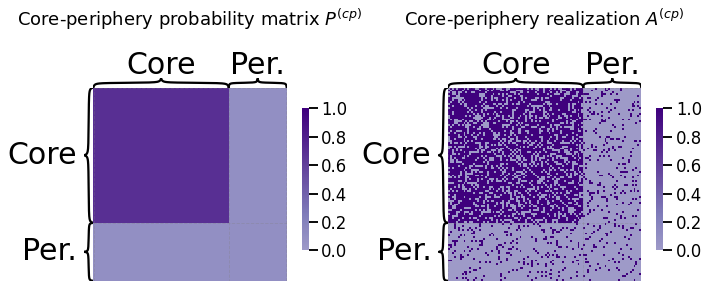 Core-periphery probability matrix P^(cp)
Core Per.
Core
Per.
1.0
0.8
0.6
0.4
0.2
0.0
Core-periphery realization A^(cp)
Core Per.
Core
Per.
1.0
0.8
0.6
0.4
0.2
0.0